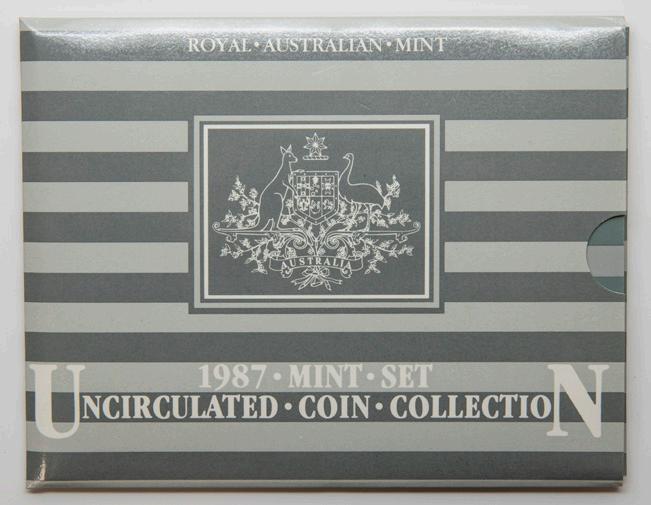 ROYAL·AUSTRALIAN·MINT
AUSTRALIA
1987·MINT·SET
UNCIRCULATED·COIN·COLLECTION